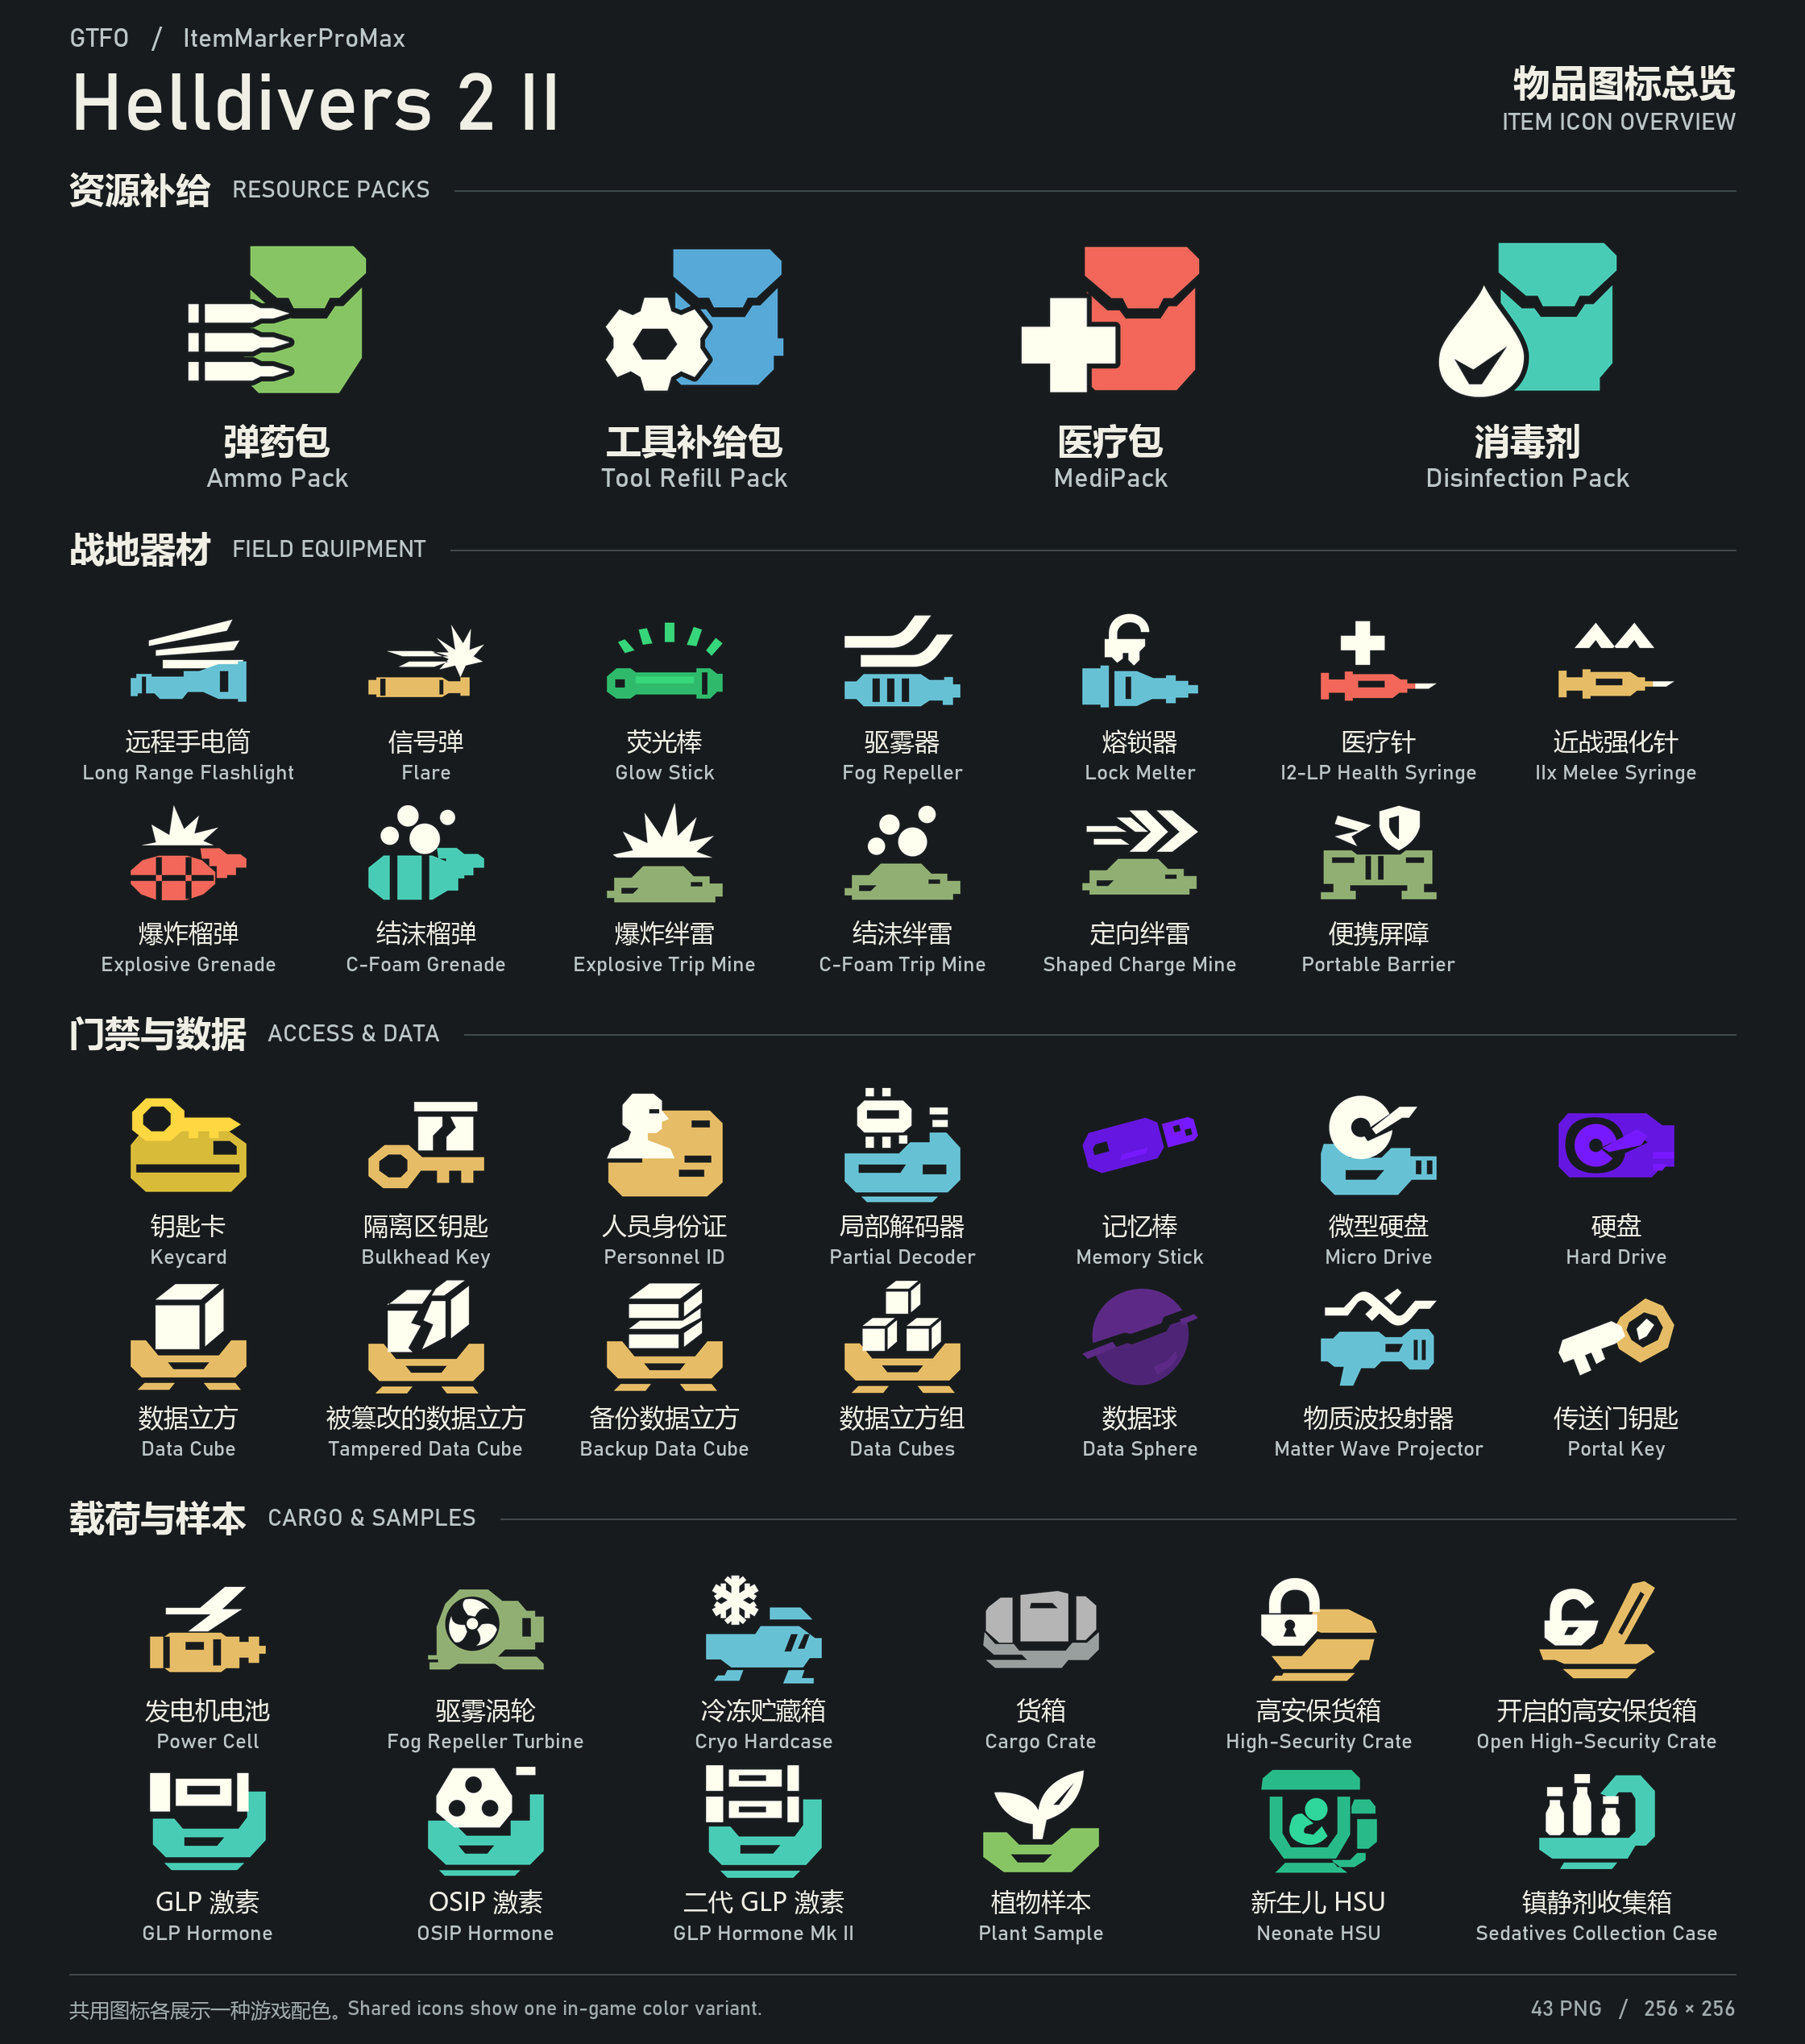 GTFO / ItemMarkerProMax
Helldivers 2 II
物品图标总览
ITEM ICON OVERVIEW
资源补给 RESOURCE PACKS
弹药包
Ammo Pack
工具补给包
Tool Refill Pack
医疗包
MediPack
消毒剂
Disinfection Pack
战地器材 FIELD EQUIPMENT
远程手电筒
Long Range Flashlight
信号弹
Flare
荧光棒
Glow Stick
驱雾器
Fog Repeller
熔锁器
Lock Melter
医疗针
I2-LP Health Syringe
近战强化针
IIx Melee Syringe
爆炸榴弹
Explosive Grenade
结沫榴弹
C-Foam Grenade
爆炸绊雷
Explosive Trip Mine
结沫绊雷
C-Foam Trip Mine
定向绊雷
Shaped Charge Mine
便携屏障
Portable Barrier
门禁与数据 ACCESS & DATA
钥匙卡
Keycard
隔离区钥匙
Bulkhead Key
人员身份证
Personnel ID
局部解码器
Partial Decoder
记忆棒
Memory Stick
微型硬盘
Micro Drive
硬盘
Hard Drive
数据立方
Data Cube
被篡改的数据立方
Tampered Data Cube
备份数据立方
Backup Data Cube
数据立方组
Data Cubes
数据球
Data Sphere
物质波投射器
Matter Wave Projector
传送门钥匙
Portal Key
载荷与样本 CARGO & SAMPLES
发电机电池
Power Cell
驱雾涡轮
Fog Repeller Turbine
冷冻贮藏箱
Cryo Hardcase
货箱
Cargo Crate
高安保货箱
High-Security Crate
开启的高安保货箱
Open High-Security Crate
GLP 激素
GLP Hormone
OSIP 激素
OSIP Hormone
二代 GLP 激素
GLP Hormone Mk II
植物样本
Plant Sample
新生儿 HSU
Neonate HSU
镇静剂收集箱
Sedatives Collection Case
共用图标各展示一种游戏配色。Shared icons show one in-game color variant.
43 PNG / 256 × 256